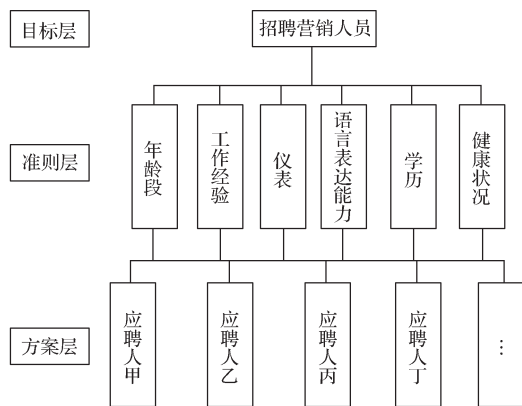 目标层
招聘营销人员
准则层
年龄段
工作经验
仪表
语言表达能力
学历
健康状况
方案层
应聘人甲
应聘人乙
应聘人丙
应聘人丁
⋮